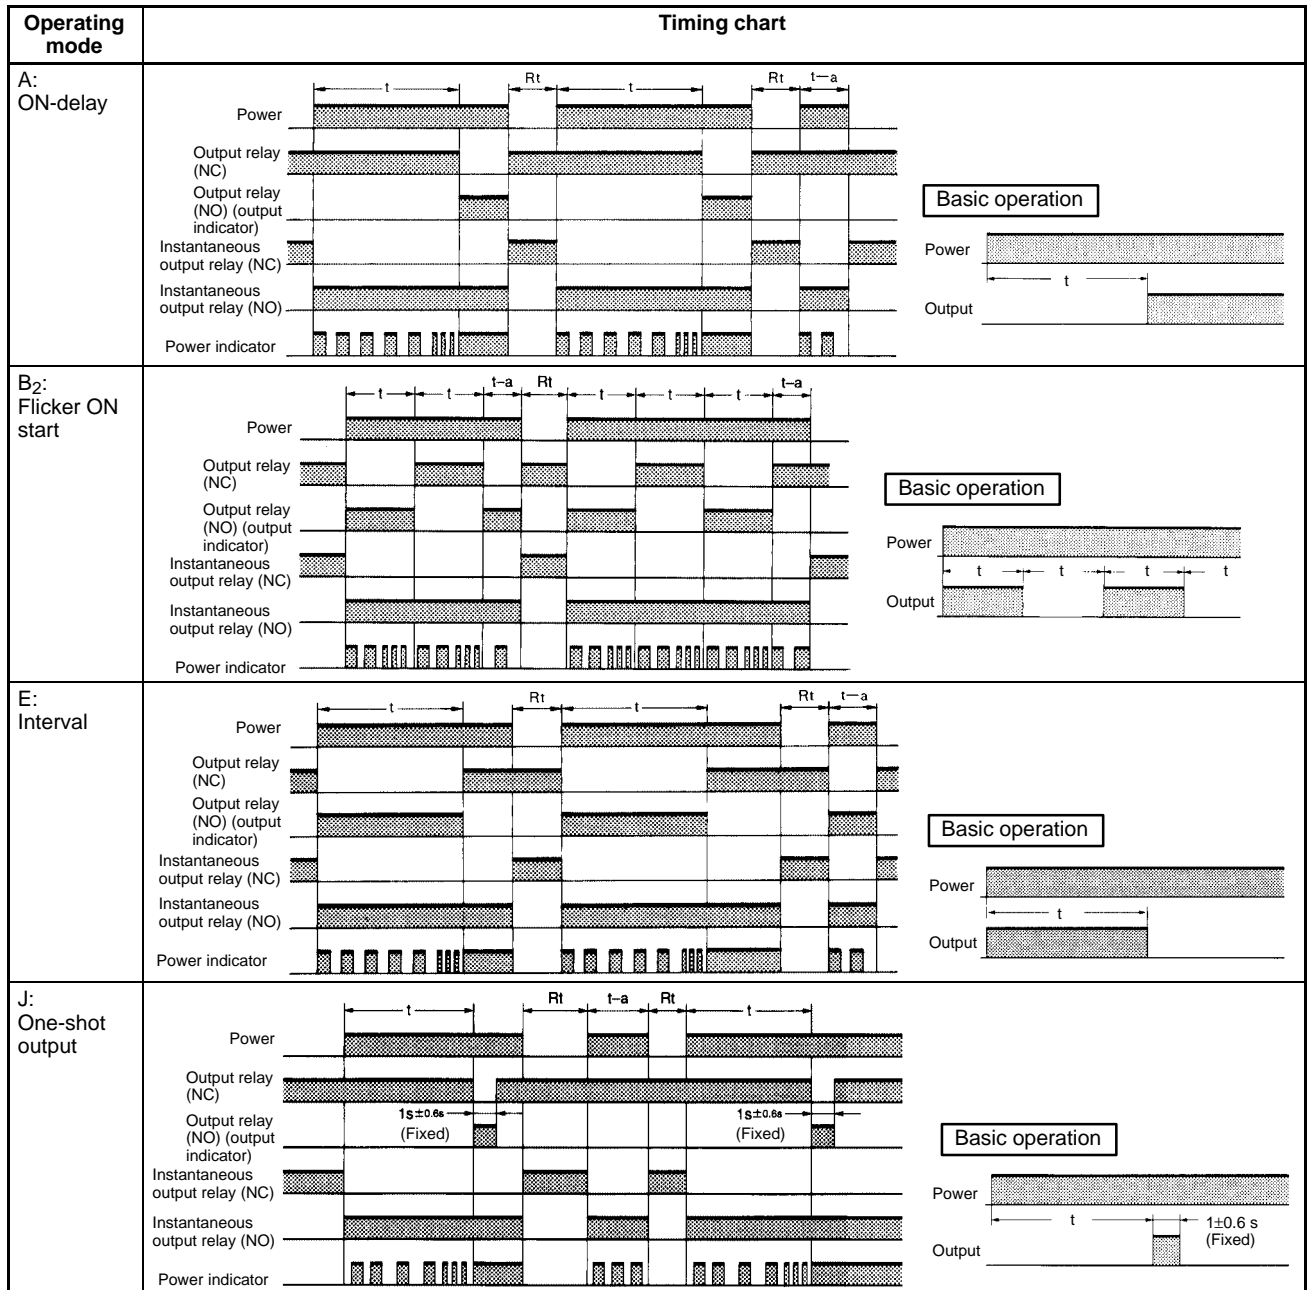 Operating
mode
Timing chart
A:
ON-delay
t
Rt
t
Rt
t–a
Power
Output relay
(NC)
Output relay
(NO) (output
indicator)
Instantaneous
output relay (NC)
Instantaneous
output relay (NO)
Power indicator
Basic operation
Power
t
Output
B2:
Flicker ON
start
t
t
t–a
Rt
t
t
t
t–a
Power
Output relay
(NC)
Output relay
(NO) (output
indicator)
Instantaneous
output relay (NC)
Instantaneous
output relay (NO)
Power indicator
Basic operation
Power
t
t
t
t
Output
E:
Interval
t
Rt
t
Rt
t–a
Power
Output relay
(NC)
Output relay
(NO) (output
indicator)
Instantaneous
output relay (NC)
Instantaneous
output relay (NO)
Power indicator
Basic operation
Power
t
Output
J:
One-shot
output
t
Rt
t–a
Rt
t
Power
Output relay
(NC)
1s±0.6s
(Fixed)
1s±0.6s
(Fixed)
Output relay
(NO) (output
indicator)
Instantaneous
output relay (NC)
Instantaneous
output relay (NO)
Power indicator
Basic operation
Power
t
1±0.6 s
(Fixed)
Output